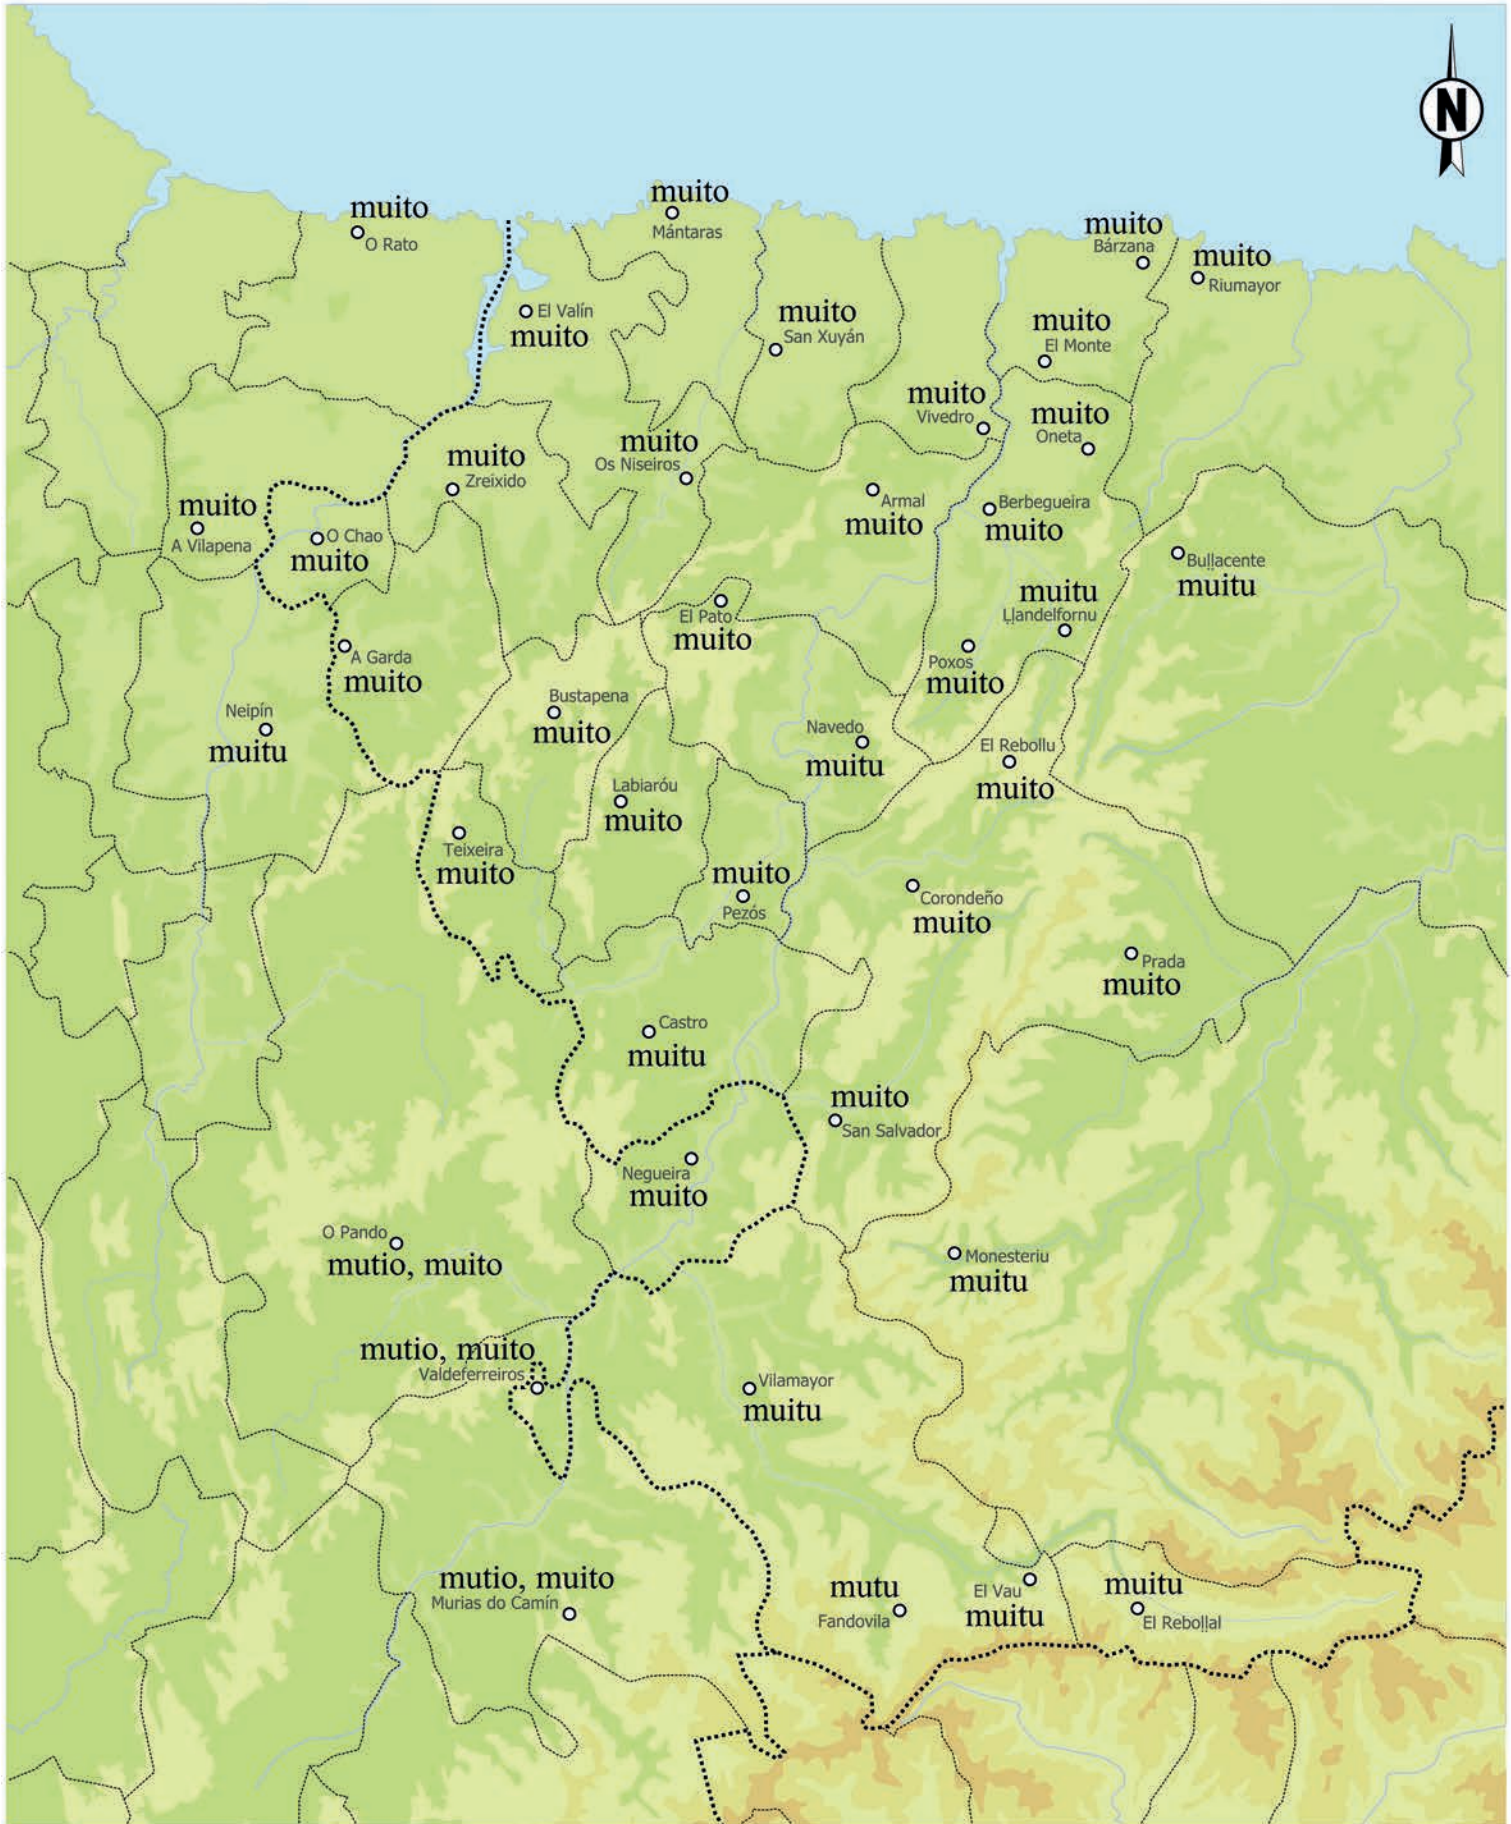 N
muito
Mántaras
muito
O Rato
muito
Bárzana
muito
Riumayor
El Valín
muito
muito
San Xuyán
muito
El Monte
muito
Vivedro
muito
Oneta
muito
Os Niseiros
muito
Zreixido
muito
A Vilapena
O Chao
muito
Armal
muito
Berbegueira
muito
Buḷḷacente
muitu
muitu
Ḷḷandelfornu
El Pato
muito
A Garda
muito
Poxos
muito
Bustapena
muito
Neipín
muitu
Navedo
muitu
El Rebollu
muito
Labiaróu
muito
Teixeira
muito
muito
Pezós
Corondeño
muito
Prada
muito
Castro
muitu
muito
San Salvador
Negueira
muito
O Pando
mutio, muito
Monesteriu
muitu
mutio, muito
Valdeferreiros
Vilamayor
muitu
mutio, muito
Murias do Camín
mutu
Fandovila
El Vau
muitu
muitu
El Reboḷḷal